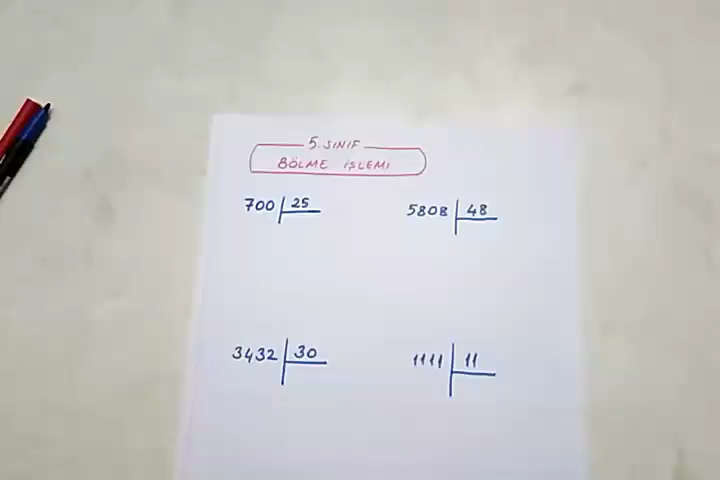 5. SINIF
BÖLME İŞLEMİ
700 25
5808 48
3432 30
1111 11